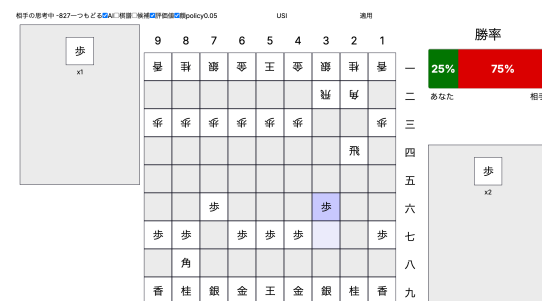 相手の思考中 -827一つもどるAI棋譜候補評価値顔policy0.05 USI 適用
歩
x1
9 8 7 6 5 4 3 2 1
香 桂 銀 金 王 金 銀 桂 香 一
飛 角 二
歩 歩 歩 歩 歩 歩 歩 三
飛 四
五
歩 歩 六
歩 歩 歩 歩 歩 歩 七
角 八
香 桂 銀 金 王 金 銀 桂 香 九
勝率
25% 75%
あなた 相手
歩
x2